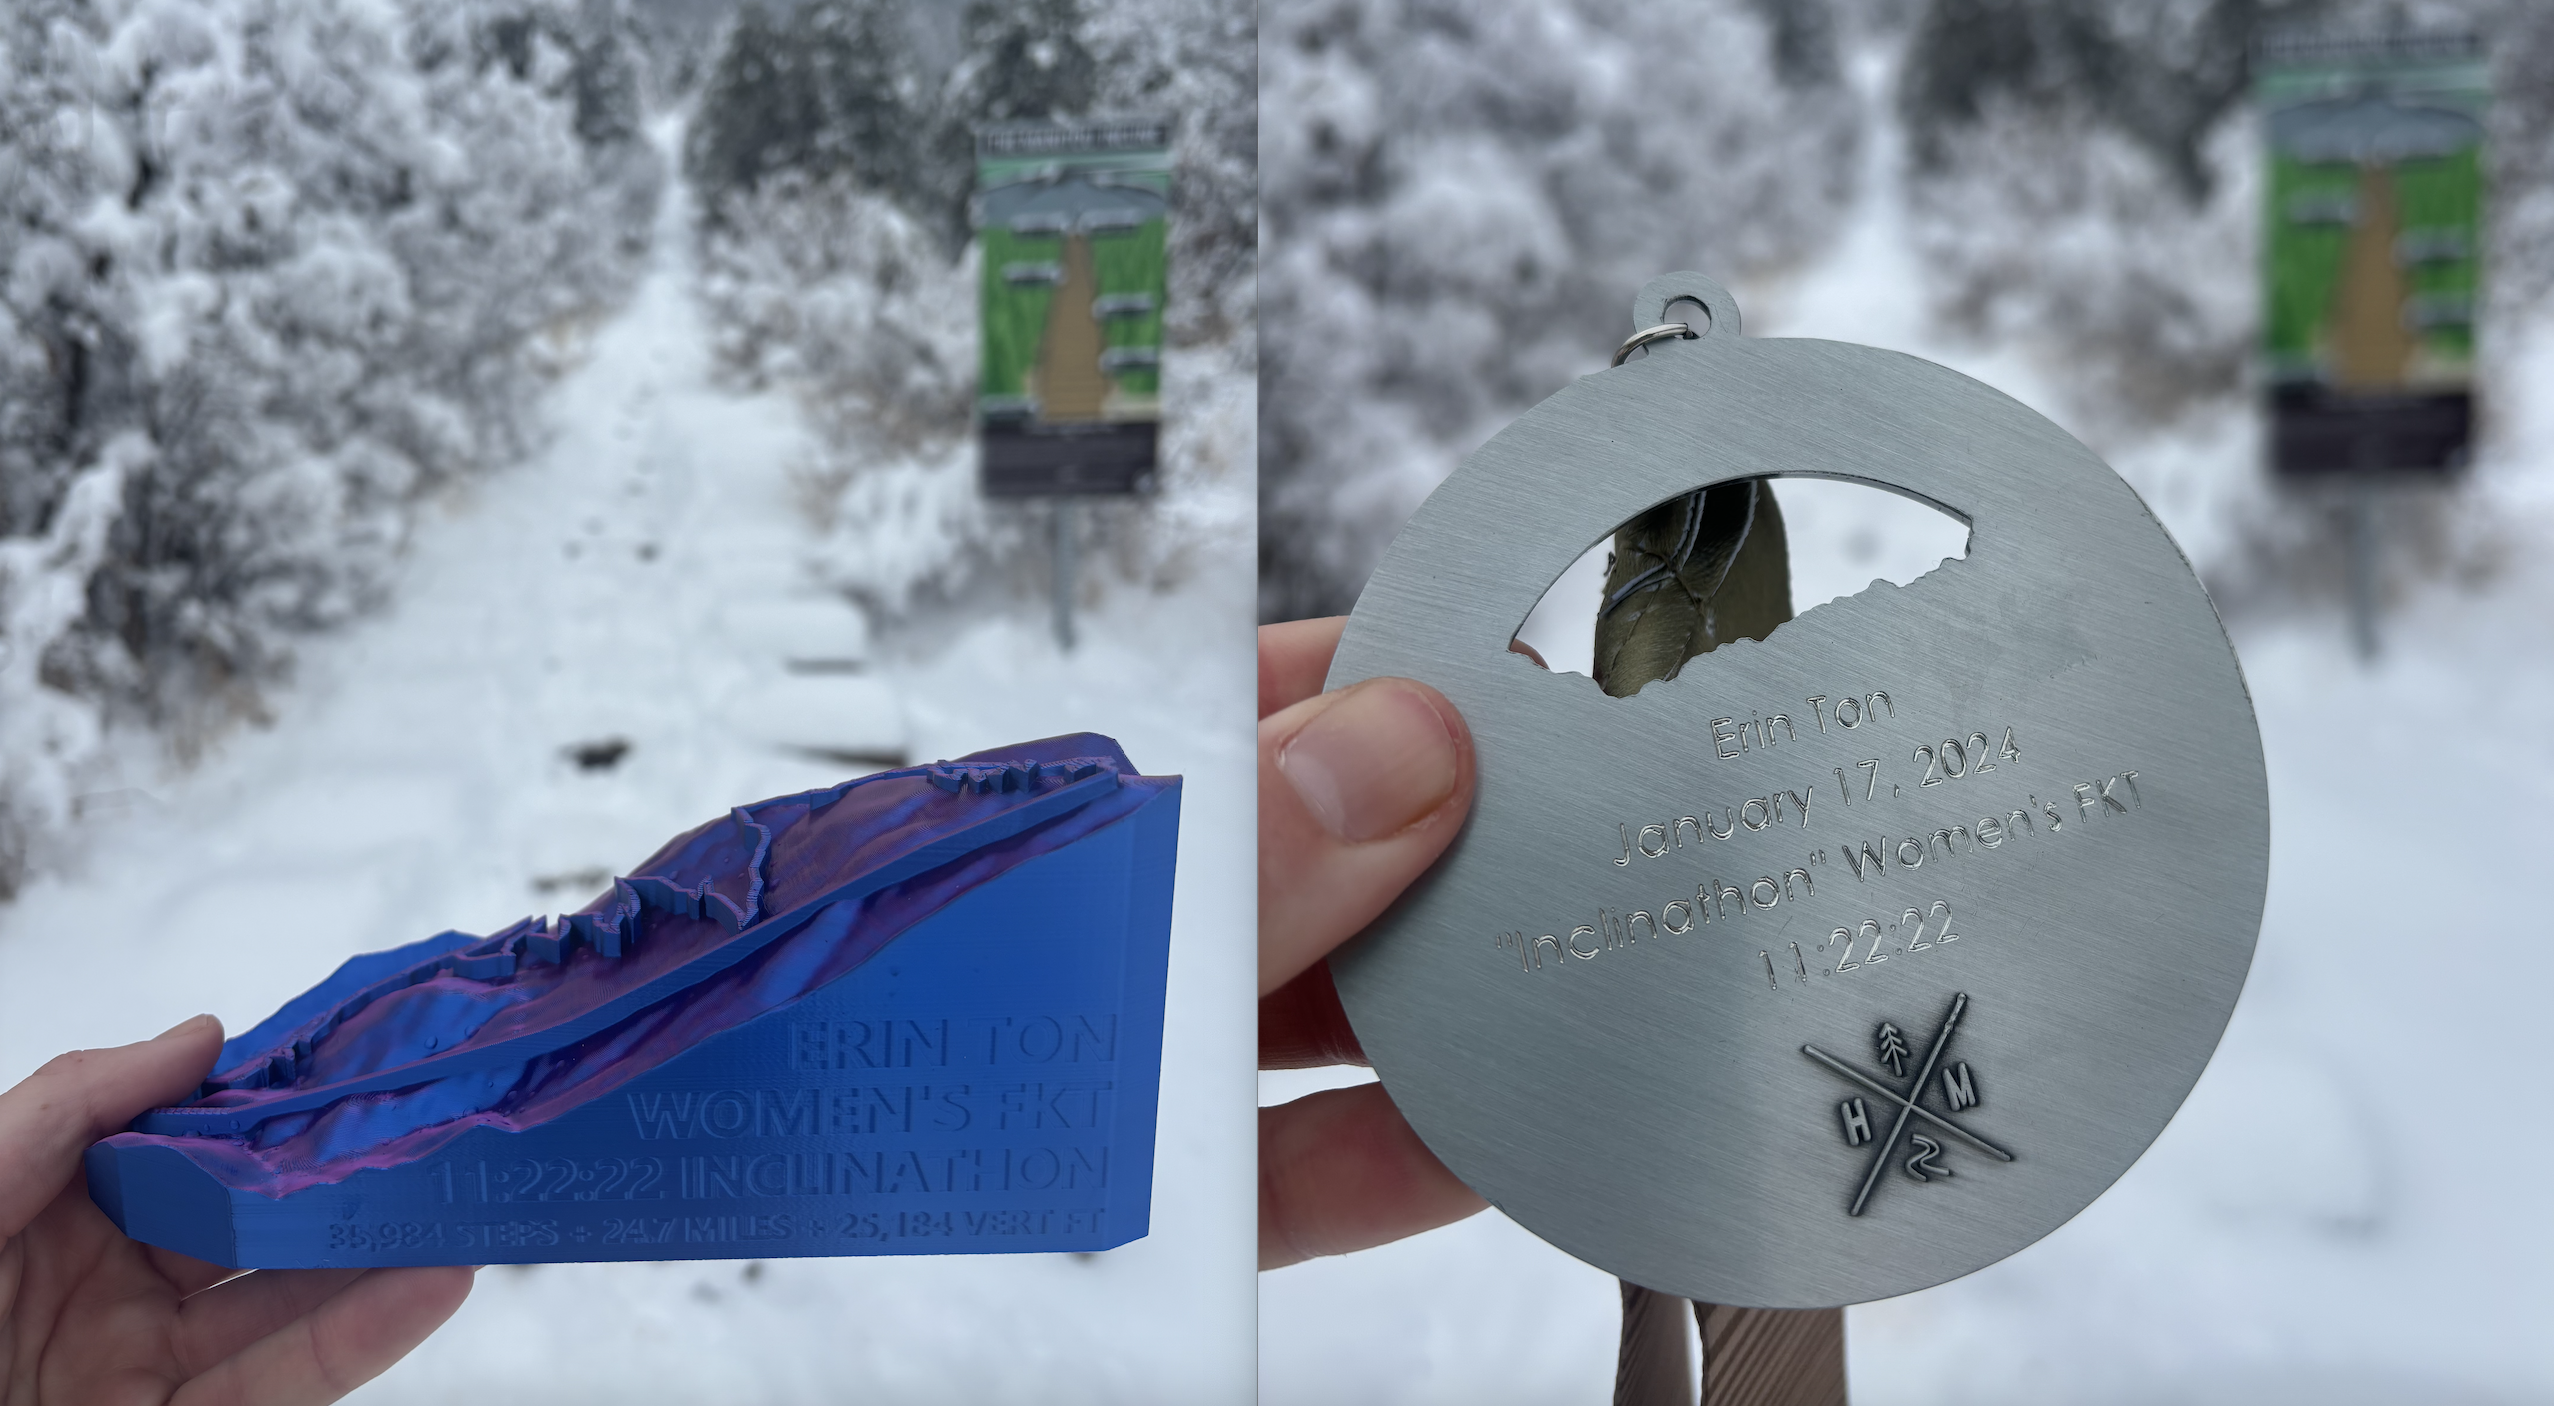 ERIN TON
WOMEN'S FKT
11:22:22 INCLINATHON
35,984 STEPS + 24.7 MILES + 25,184 VERT FT
Erin Ton
January 17, 2024
"Inclinathon" Women's FKT
11:22:22
H M